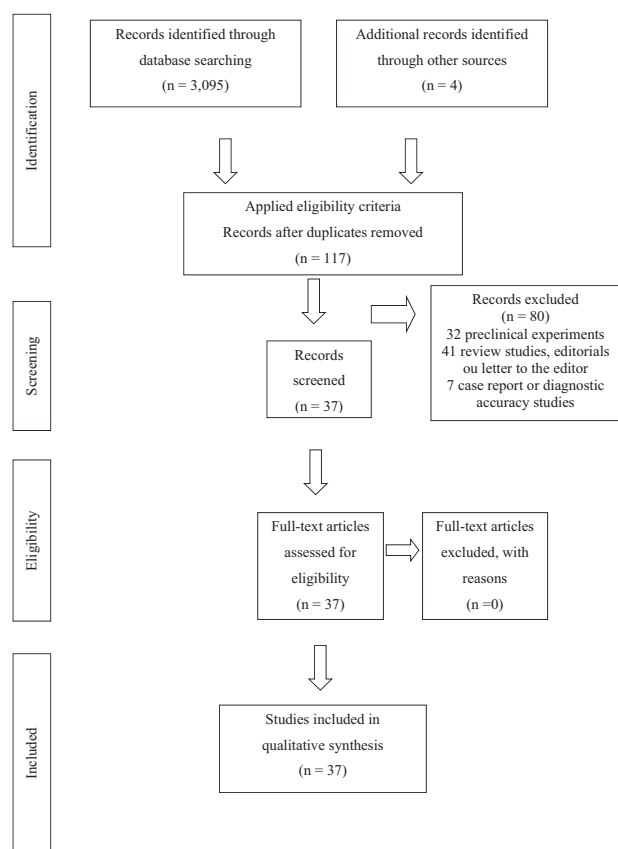 Identification
Records identified through
database searching
(n = 3,095)
Additional records identified
through other sources
(n = 4)
Applied eligibility criteria
Records after duplicates removed
(n = 117)
Screening
Records
screened
(n = 37)
Records excluded
(n = 80)
32 preclinical experiments
41 review studies, editorials
ou letter to the editor
7 case report or diagnostic
accuracy studies
Eligibility
Full-text articles
assessed for
eligibility
(n = 37)
Full-text articles
excluded, with
reasons
(n =0)
Included
Studies included in
qualitative synthesis
(n = 37)